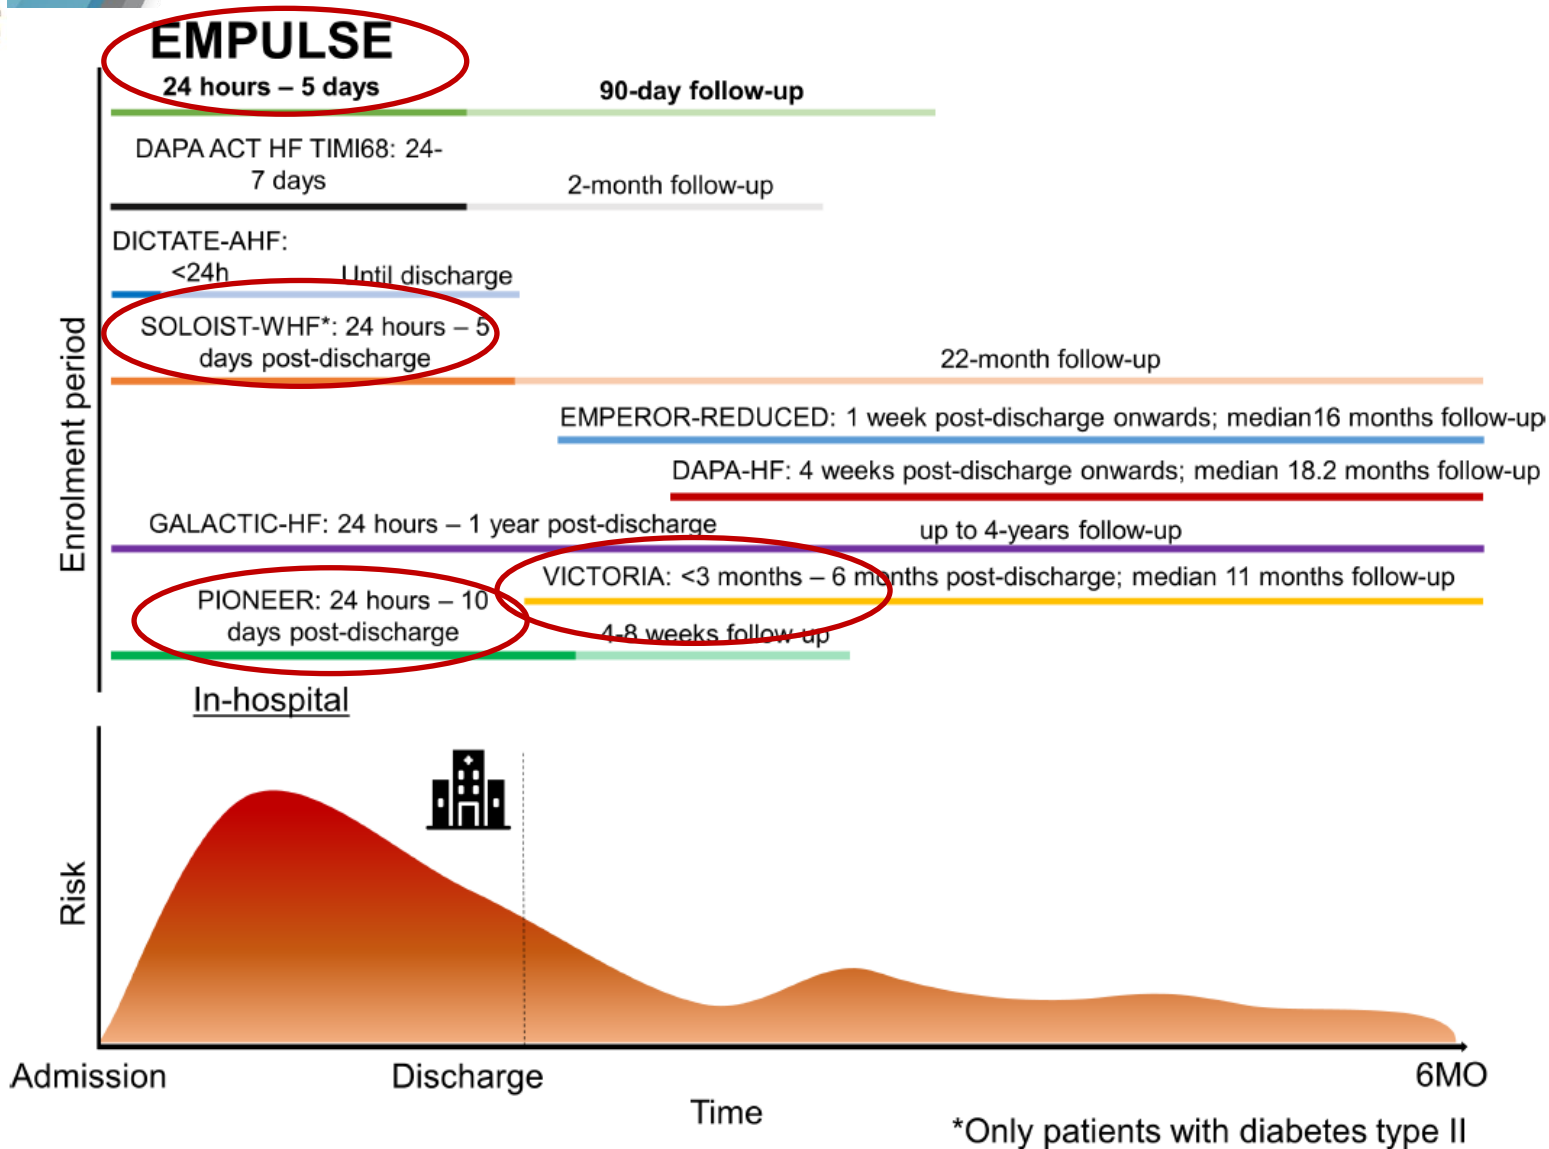 EMPULSE
24 hours – 5 days
90-day follow-up
DAPA ACT HF TIMI68: 24-
7 days
2-month follow-up
DICTATE-AHF:
<24h
Until discharge
SOLOIST-WHF*: 24 hours – 5
days post-discharge
22-month follow-up
EMPEROR-REDUCED: 1 week post-discharge onwards; median16 months follow-up
DAPA-HF: 4 weeks post-discharge onwards; median 18.2 months follow-up
GALACTIC-HF: 24 hours – 1 year post-discharge
up to 4-years follow-up
VICTORIA: <3 months – 6 months post-discharge; median 11 months follow-up
PIONEER: 24 hours – 10
days post-discharge
4-8 weeks follow up
Enrolment period
In-hospital
Risk
Admission
Discharge
6MO
Time
*Only patients with diabetes type II